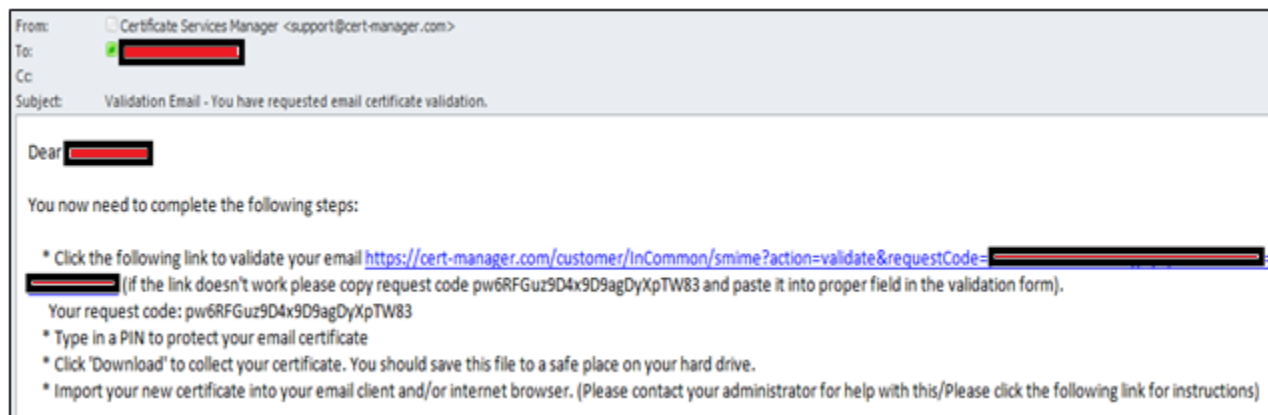 From: Certificate Services Manager <support@cert-manager.com>
To:
Cc:
Subject: Validation Email - You have requested email certificate validation.
Dear
You now need to complete the following steps:
* Click the following link to validate your email https://cert-manager.com/customer/InCommon/smime?action=validate&requestCode=
(if the link doesn't work please copy request code pw6RFGuz9D4x9D9agDyXpTW83 and paste it into proper field in the validation form).
Your request code: pw6RFGuz9D4x9D9agDyXpTW83
* Type in a PIN to protect your email certificate
* Click 'Download' to collect your certificate. You should save this file to a safe place on your hard drive.
* Import your new certificate into your email client and/or internet browser. (Please contact your administrator for help with this/Please click the following link for instructions)